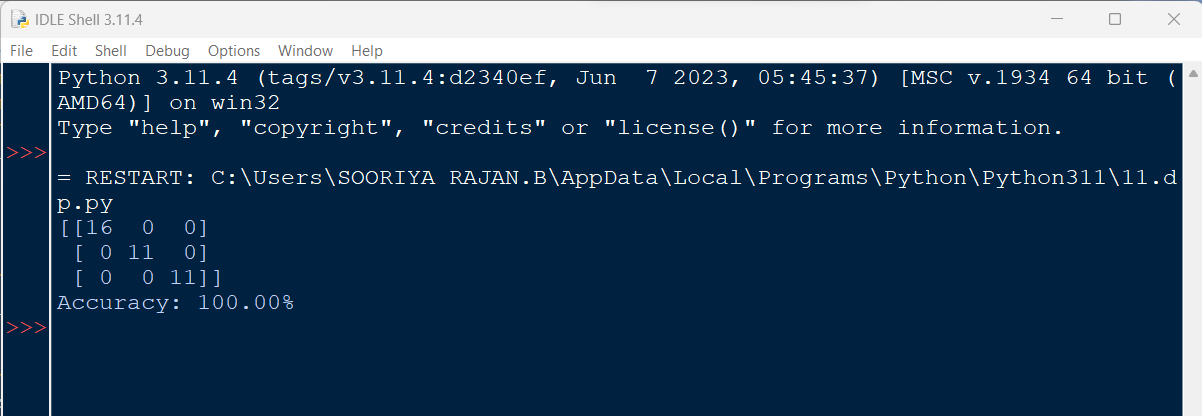 IDLE Shell 3.11.4
File Edit Shell Debug Options Window Help
Python 3.11.4 (tags/v3.11.4:d2340ef, Jun  7 2023, 05:45:37) [MSC v.1934 64 bit (
AMD64)] on win32
Type "help", "copyright", "credits" or "license()" for more information.
>>>
= RESTART: C:\Users\SOORIYA RAJAN.B\AppData\Local\Programs\Python\Python311\11.d
p.py
[[16  0  0]
 [ 0 11  0]
 [ 0  0 11]]
Accuracy: 100.00%
>>>